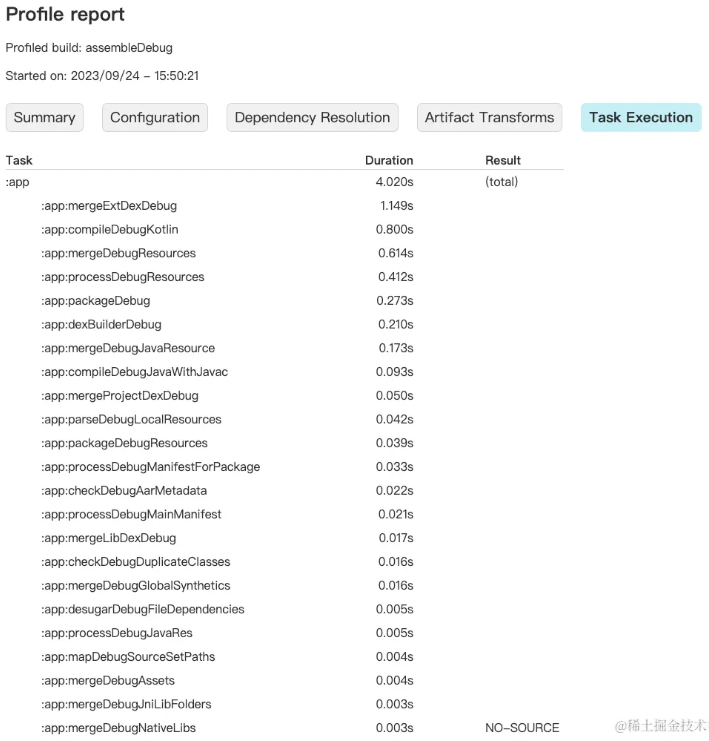 Profile report
Profiled build: assembleDebug
Started on: 2023/09/24 – 15:50:21
Summary Configuration Dependency Resolution Artifact Transforms Task Execution
Task Duration Result
:app 4.020s (total)
:app:mergeExtDexDebug 1.149s
:app:compileDebugKotlin 0.800s
:app:mergeDebugResources 0.614s
:app:processDebugResources 0.412s
:app:packageDebug 0.273s
:app:dexBuilderDebug 0.210s
:app:mergeDebugJavaResource 0.173s
:app:compileDebugJavaWithJavac 0.093s
:app:mergeProjectDexDebug 0.050s
:app:parseDebugLocalResources 0.042s
:app:packageDebugResources 0.039s
:app:processDebugManifestForPackage 0.033s
:app:checkDebugAarMetadata 0.022s
:app:processDebugMainManifest 0.021s
:app:mergeLibDexDebug 0.017s
:app:checkDebugDuplicateClasses 0.016s
:app:mergeDebugGlobalSynthetics 0.016s
:app:desugarDebugFileDependencies 0.005s
:app:processDebugJavaRes 0.005s
:app:mapDebugSourceSetPaths 0.004s
:app:mergeDebugAssets 0.004s
:app:mergeDebugJniLibFolders 0.003s
:app:mergeDebugNativeLibs 0.003s NO–SOURCE
@稀土掘金技术